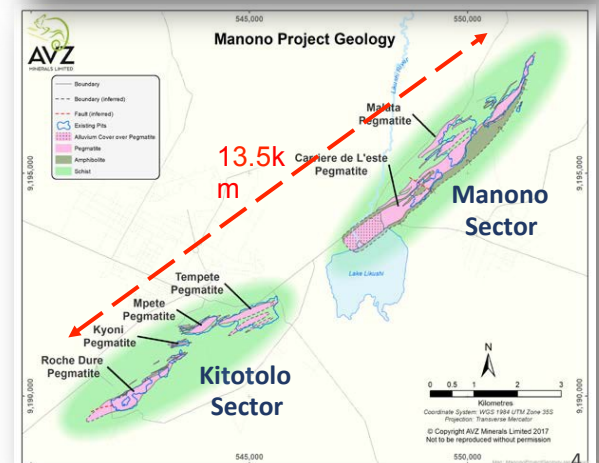 545,000
550,000
AVZ
MINERALS LIMITED
Manono Project Geology
Boundary
Boundary (inferred)
Fault (inferred)
Existing Pits
Alluvium Cover over Pegmatite
Pegmatite
Amphibolite
Schist
13.5k
m
Malata
Pegmatite
Carriere de L'este
Pegmatite
Manono
Sector
9,195,000
9,195,000
Lake Likushi
Tempete
Pegmatite
Mpete
Pegmatite
Kyoni
Pegmatite
Roche Dure
Pegmatite
Kitotolo
Sector
9,190,000
9,190,000
N
0 0.5 1 2 3
Kilometres
Coordinate System: WGS 1984 UTM Zone 35S
Projection: Transverse Mercator
© Copyright AVZ Minerals Limited 2017
Not to be reproduced without permission
545,000
550,000
4